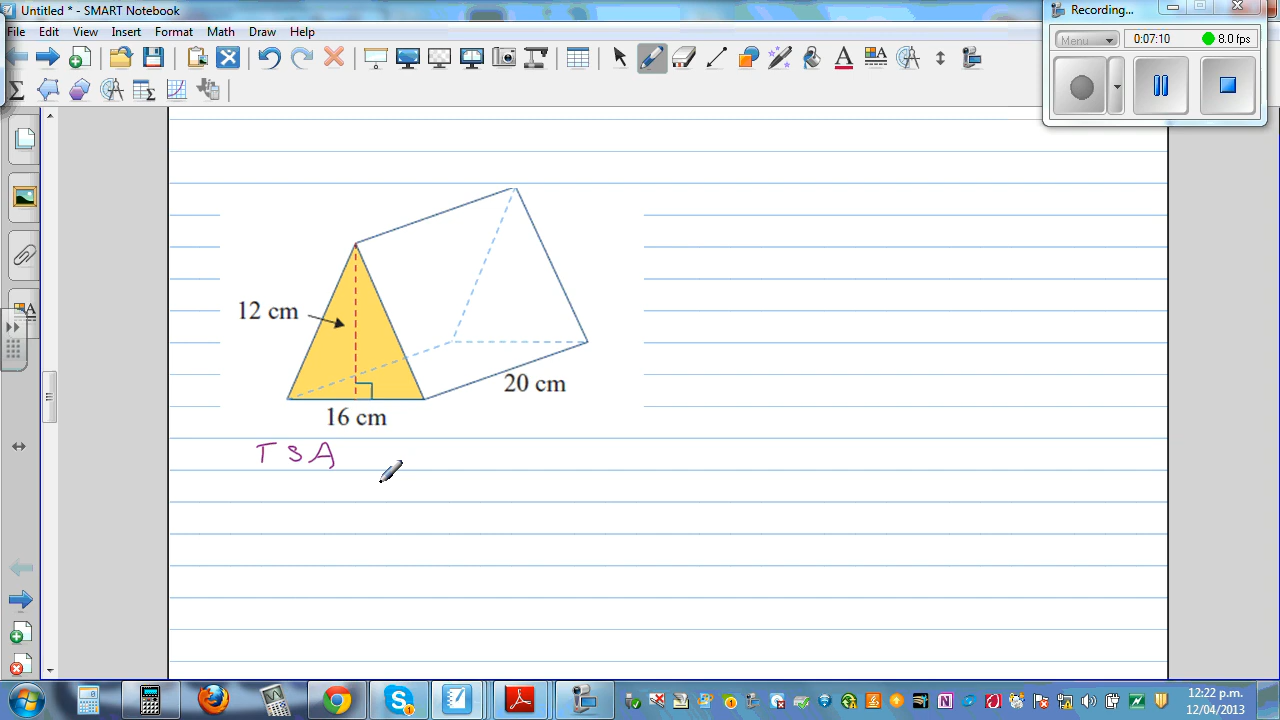 Untitled * - SMART Notebook
Recording...
File Edit View Insert Format Math Draw Help
Menu
0:07:10
8.0 fps
12 cm
20 cm
16 cm
T S A
12:22 p.m.
12/04/2013